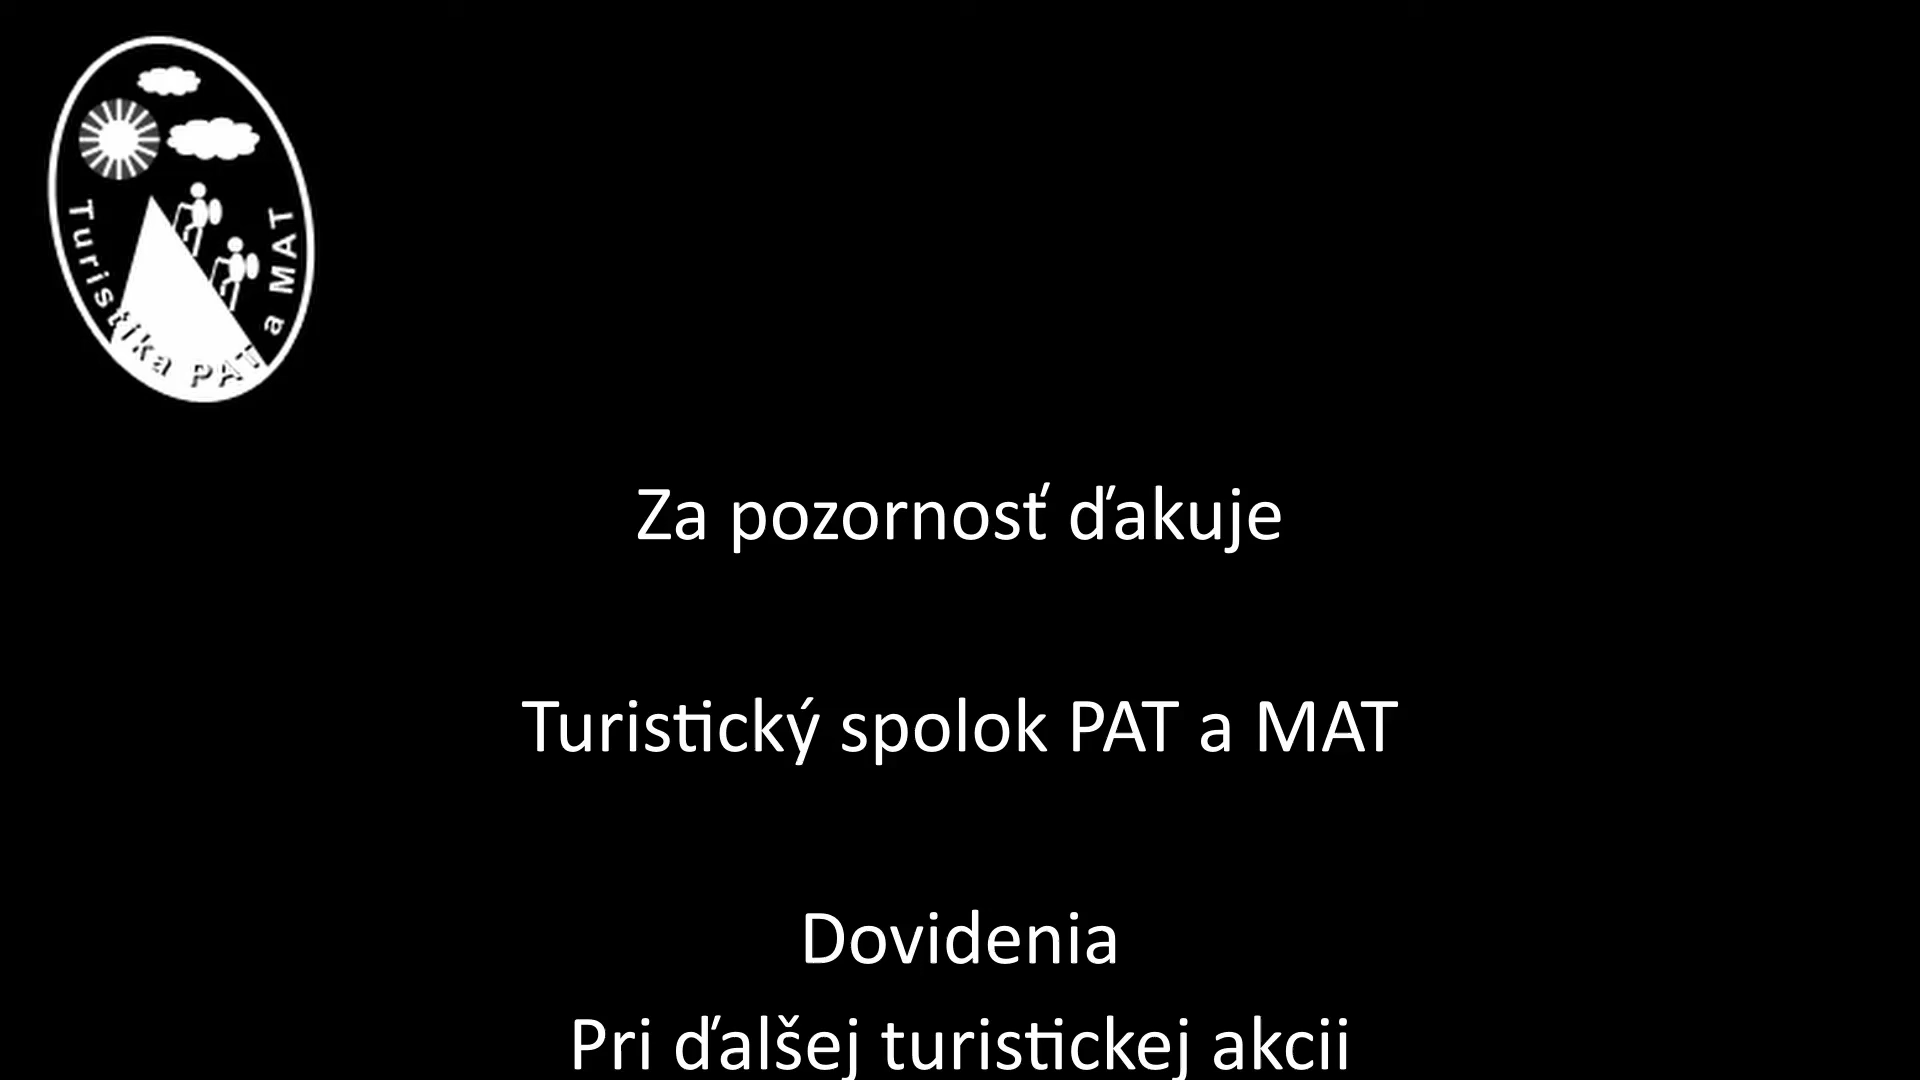 Turistika PAT a MAT
Za pozornosť ďakuje
Turistický spolok PAT a MAT
Dovidenia
Pri ďalšej turistickej akcii